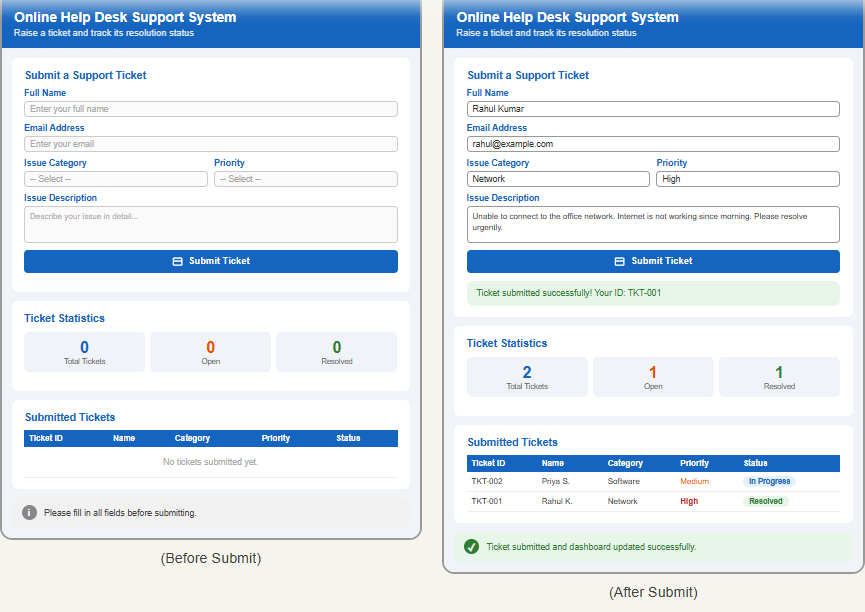 Online Help Desk Support System
Raise a ticket and track its resolution status
Submit a Support Ticket
Full Name
Enter your full name
Email Address
Enter your email
Issue Category Priority
-- Select -- -- Select --
Issue Description
Describe your issue in detail...
Submit Ticket
Ticket Statistics
0 0 0
Total Tickets Open Resolved
Submitted Tickets
Ticket ID Name Category Priority Status
No tickets submitted yet.
i Please fill in all fields before submitting.
(Before Submit)
Online Help Desk Support System
Raise a ticket and track its resolution status
Submit a Support Ticket
Full Name
Rahul Kumar
Email Address
rahul@example.com
Issue Category Priority
Network High
Issue Description
Unable to connect to the office network. Internet is not working since morning. Please resolve
urgently.
Submit Ticket
Ticket submitted successfully! Your ID: TKT-001
Ticket Statistics
2 1 1
Total Tickets Open Resolved
Submitted Tickets
Ticket ID Name Category Priority Status
TKT-002 Priya S. Software Medium In Progress
TKT-001 Rahul K. Network High Resolved
Ticket submitted and dashboard updated successfully.
(After Submit)